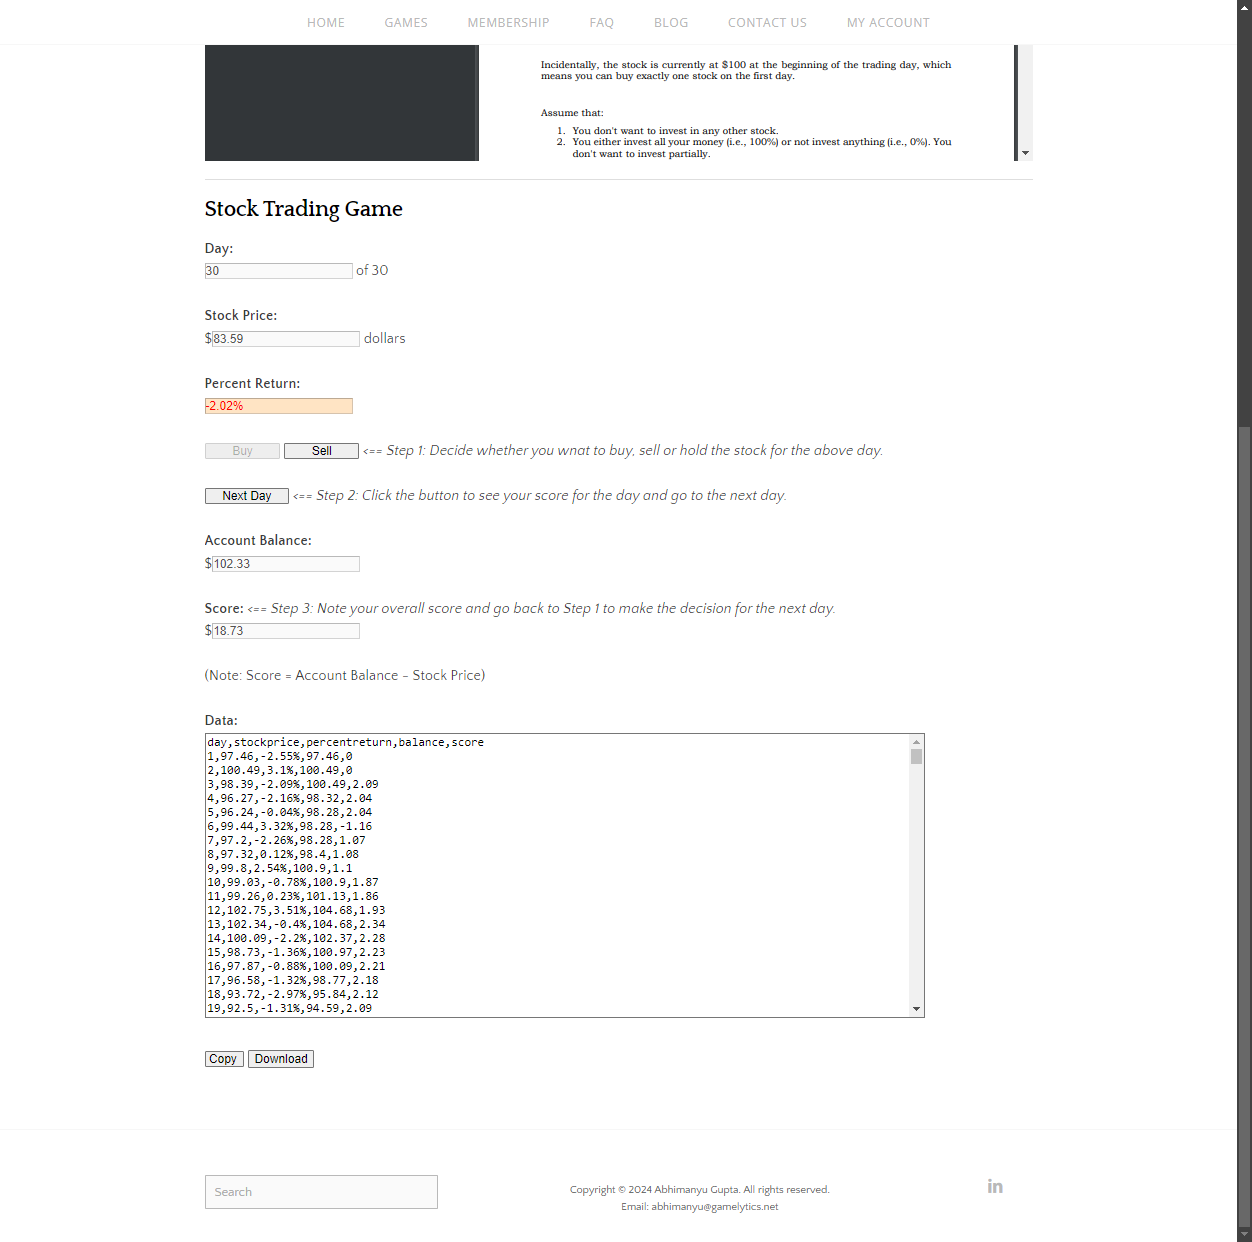 HOME GAMES MEMBERSHIP FAQ BLOG CONTACT US MY ACCOUNT
Incidentally, the stock is currently at $100 at the beginning of the trading day, which
means you can buy exactly one stock on the first day.
Assume that:
1. You don't want to invest in any other stock.
2. You either invest all your money (i.e., 100%) or not invest anything (i.e., 0%). You
don't want to invest partially.
Stock Trading Game
Day:
30 of 30
Stock Price:
$83.59 dollars
Percent Return:
-2.02%
Buy Sell <== Step 1: Decide whether you wnat to buy, sell or hold the stock for the above day.
Next Day <== Step 2: Click the button to see your score for the day and go to the next day.
Account Balance:
$102.33
Score: <== Step 3: Note your overall score and go back to Step 1 to make the decision for the next day.
$18.73
(Note: Score = Account Balance – Stock Price)
Data:
day,stockprice,percentreturn,balance,score
1,97.46,-2.55%,97.46,0
2,100.49,3.1%,100.49,0
3,98.39,-2.09%,100.49,2.09
4,96.27,-2.16%,98.32,2.04
5,96.24,-0.04%,98.28,2.04
6,99.44,3.32%,98.28,-1.16
7,97.2,-2.26%,98.28,1.07
8,97.32,0.12%,98.4,1.08
9,99.8,2.54%,100.9,1.1
10,99.03,-0.78%,100.9,1.87
11,99.26,0.23%,101.13,1.86
12,102.75,3.51%,104.68,1.93
13,102.34,-0.4%,104.68,2.34
14,100.09,-2.2%,102.37,2.28
15,98.73,-1.36%,100.97,2.23
16,97.87,-0.88%,100.09,2.21
17,96.58,-1.32%,98.77,2.18
18,93.72,-2.97%,95.84,2.12
19,92.5,-1.31%,94.59,2.09
Copy Download
Search
Copyright © 2024 Abhimanyu Gupta. All rights reserved.
Email: abhimanyu@gamelytics.net
in